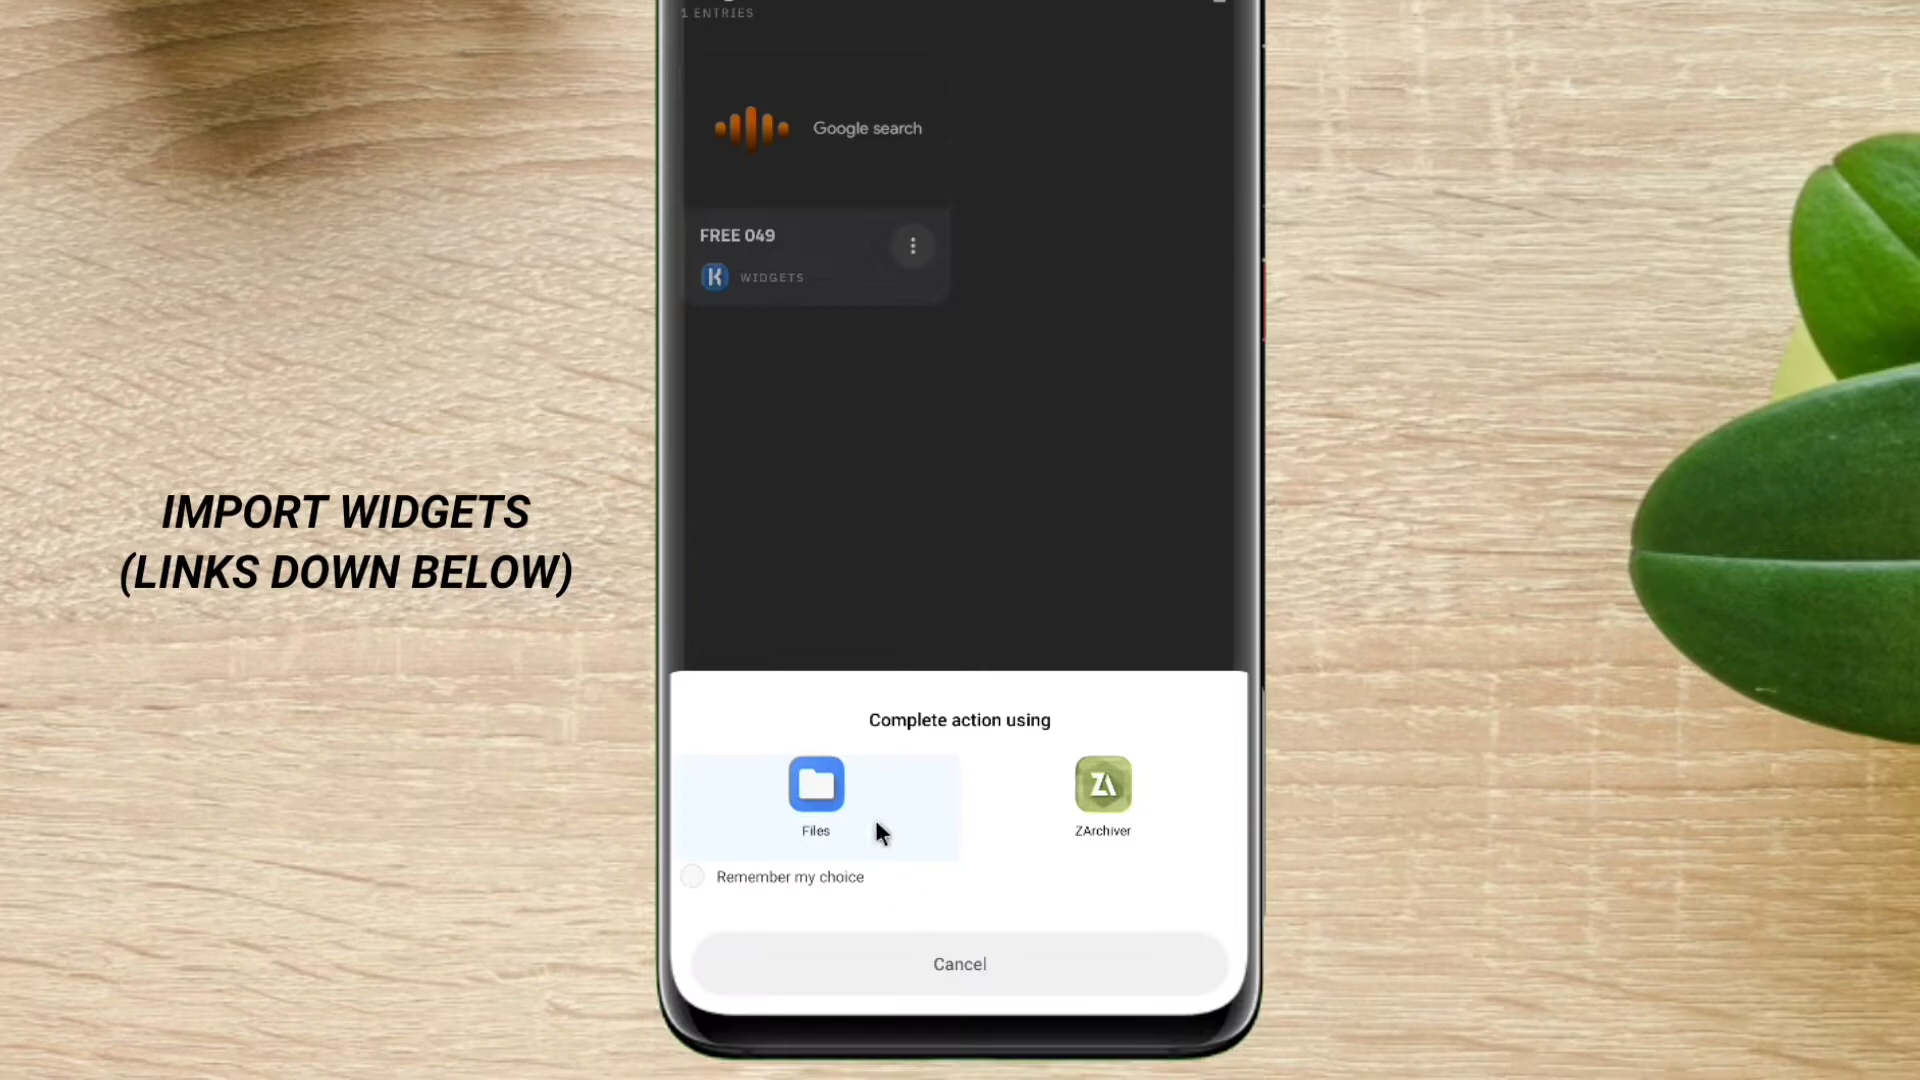 1 ENTRIES
Google search
FREE 049
WIDGETS
IMPORT WIDGETS
(LINKS DOWN BELOW)
Complete action using
Files
ZArchiver
Remember my choice
Cancel